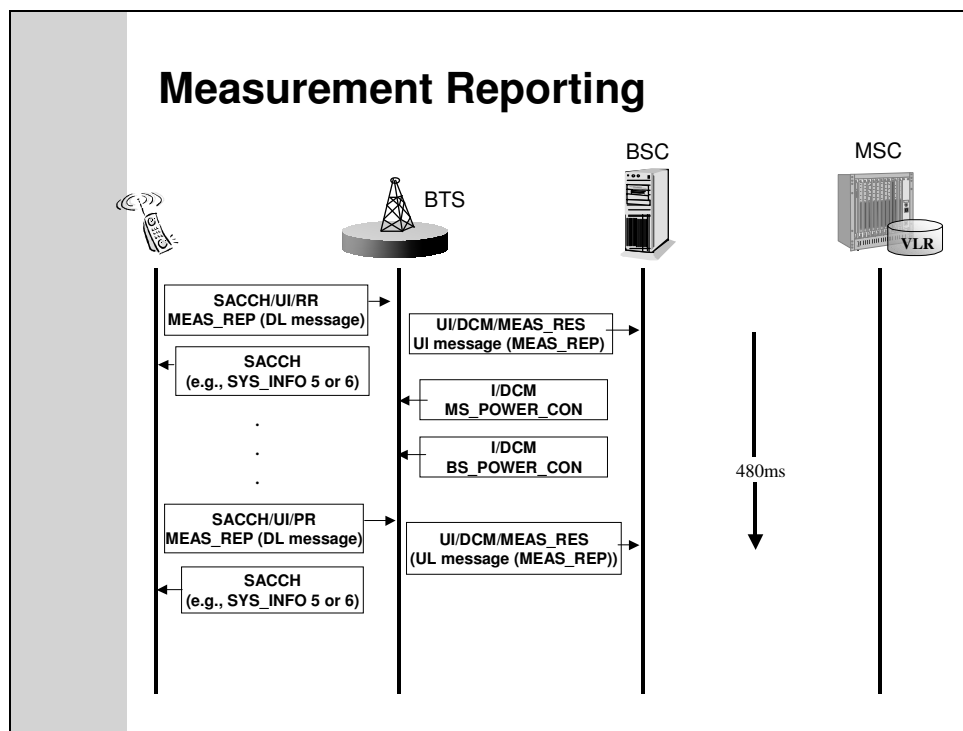 Measurement Reporting
BSC
MSC
BTS
VLR
SACCH/UI/RR
MEAS_REP (DL message)
UI/DCM/MEAS_RES
UI message (MEAS_REP)
SACCH
(e.g., SYS_INFO 5 or 6)
I/DCM
MS_POWER_CON
.
.
.
I/DCM
BS_POWER_CON
480ms
SACCH/UI/PR
MEAS_REP (DL message)
UI/DCM/MEAS_RES
(UL message (MEAS_REP))
SACCH
(e.g., SYS_INFO 5 or 6)